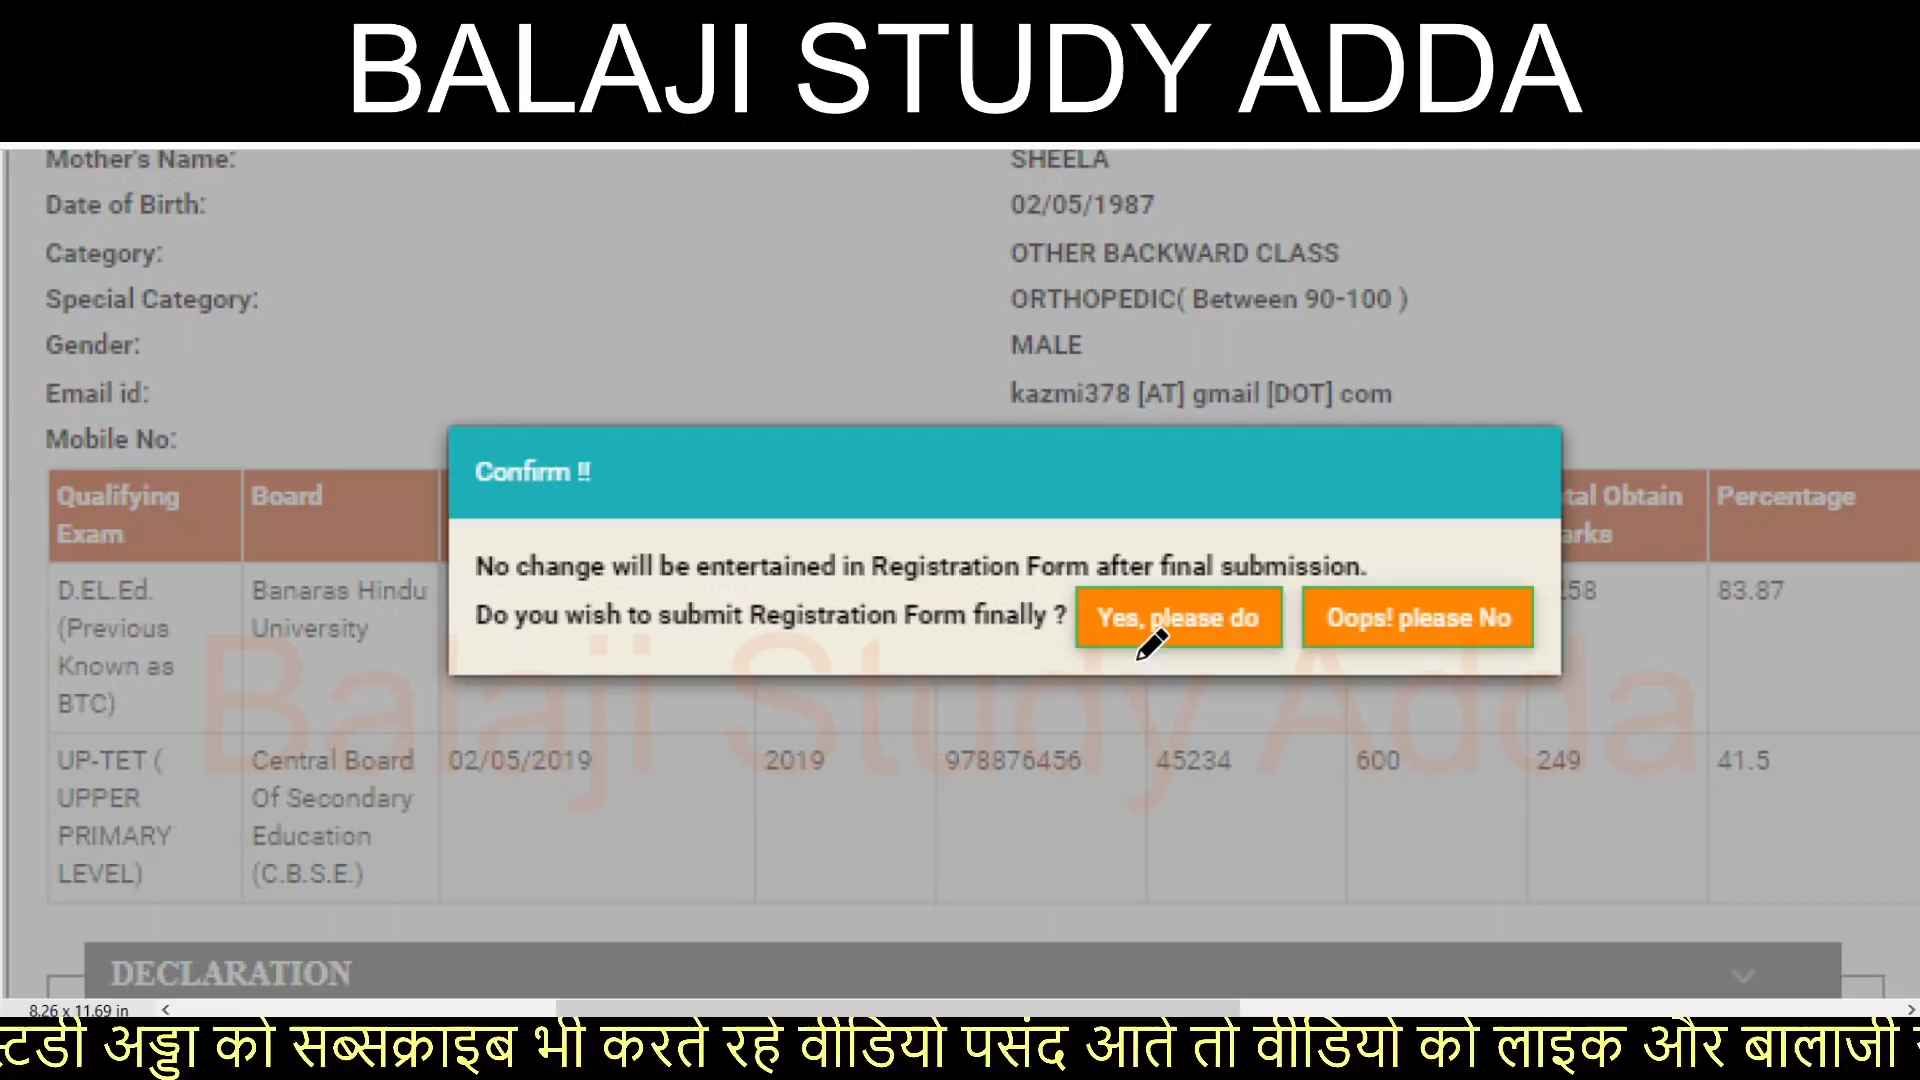 BALAJI STUDY ADDA
Mother's Name: SHEELA
Date of Birth: 02/05/1987
Category: OTHER BACKWARD CLASS
Special Category: ORTHOPEDIC( Between 90-100 )
Gender: MALE
Email id: kazmi378 [AT] gmail [DOT] com
Mobile No:
Confirm !!
No change will be entertained in Registration Form after final submission.
Do you wish to submit Registration Form finally ? Yes, please do Oops! please No
Qualifying Board tal Obtain Percentage
Exam arks
D.EL.Ed. Banaras Hindu 258 83.87
(Previous University
Known as
BTC)
UP-TET ( Central Board 02/05/2019 2019 978876456 45234 600 249 41.5
UPPER Of Secondary
PRIMARY Education
LEVEL) (C.B.S.E.)
Balaji Study Adda
DECLARATION
8.26 x 11.69 in
स्टडी अड्डा को सब्सक्राइब भी करते रहे वीडियो पसंद आते तो वीडियो को लाइक और बालाजी